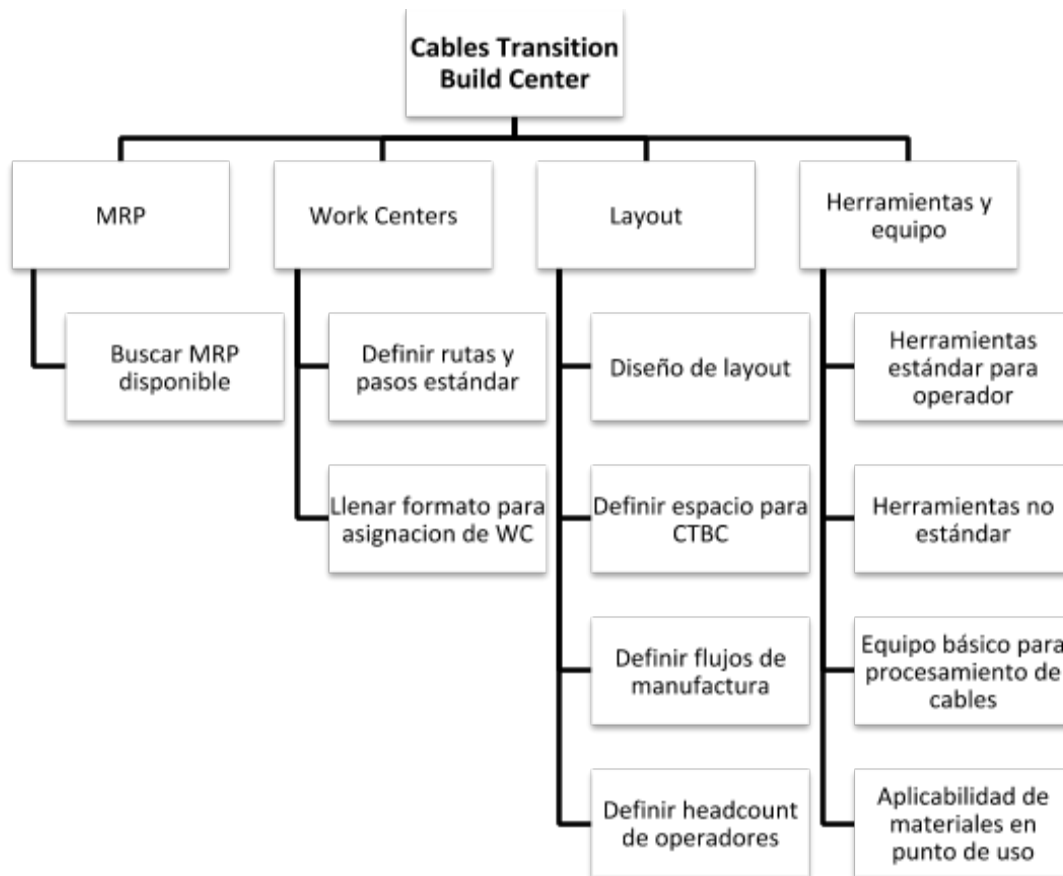 Cables Transition
Build Center
MRP
Work Centers
Layout
Herramientas y
equipo
Buscar MRP
disponible
Definir rutas y
pasos estándar
Llenar formato para
asignacion de WC
Diseño de layout
Definir espacio para
CTBC
Definir flujos de
manufactura
Definir headcount
de operadores
Herramientas
estándar para
operador
Herramientas no
estándar
Equipo básico para
procesamiento de
cables
Aplicabilidad de
materiales en
punto de uso